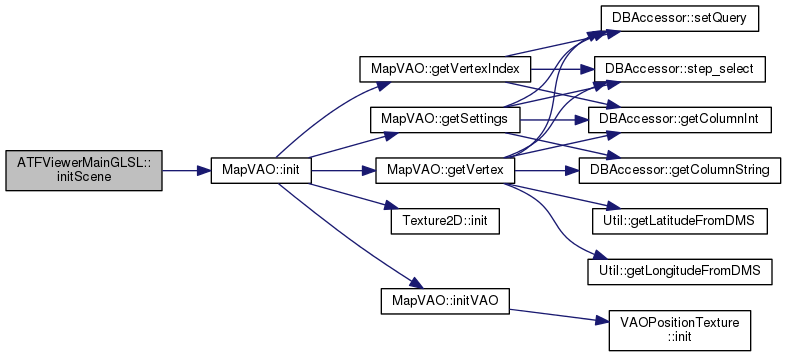 ATFViewerMainGLSL::
initScene
MapVAO::init
MapVAO::getVertexIndex
MapVAO::getSettings
MapVAO::getVertex
Texture2D::init
MapVAO::initVAO
DBAccessor::setQuery
DBAccessor::step_select
DBAccessor::getColumnInt
DBAccessor::getColumnString
Util::getLatitudeFromDMS
Util::getLongitudeFromDMS
VAOPositionTexture
::init